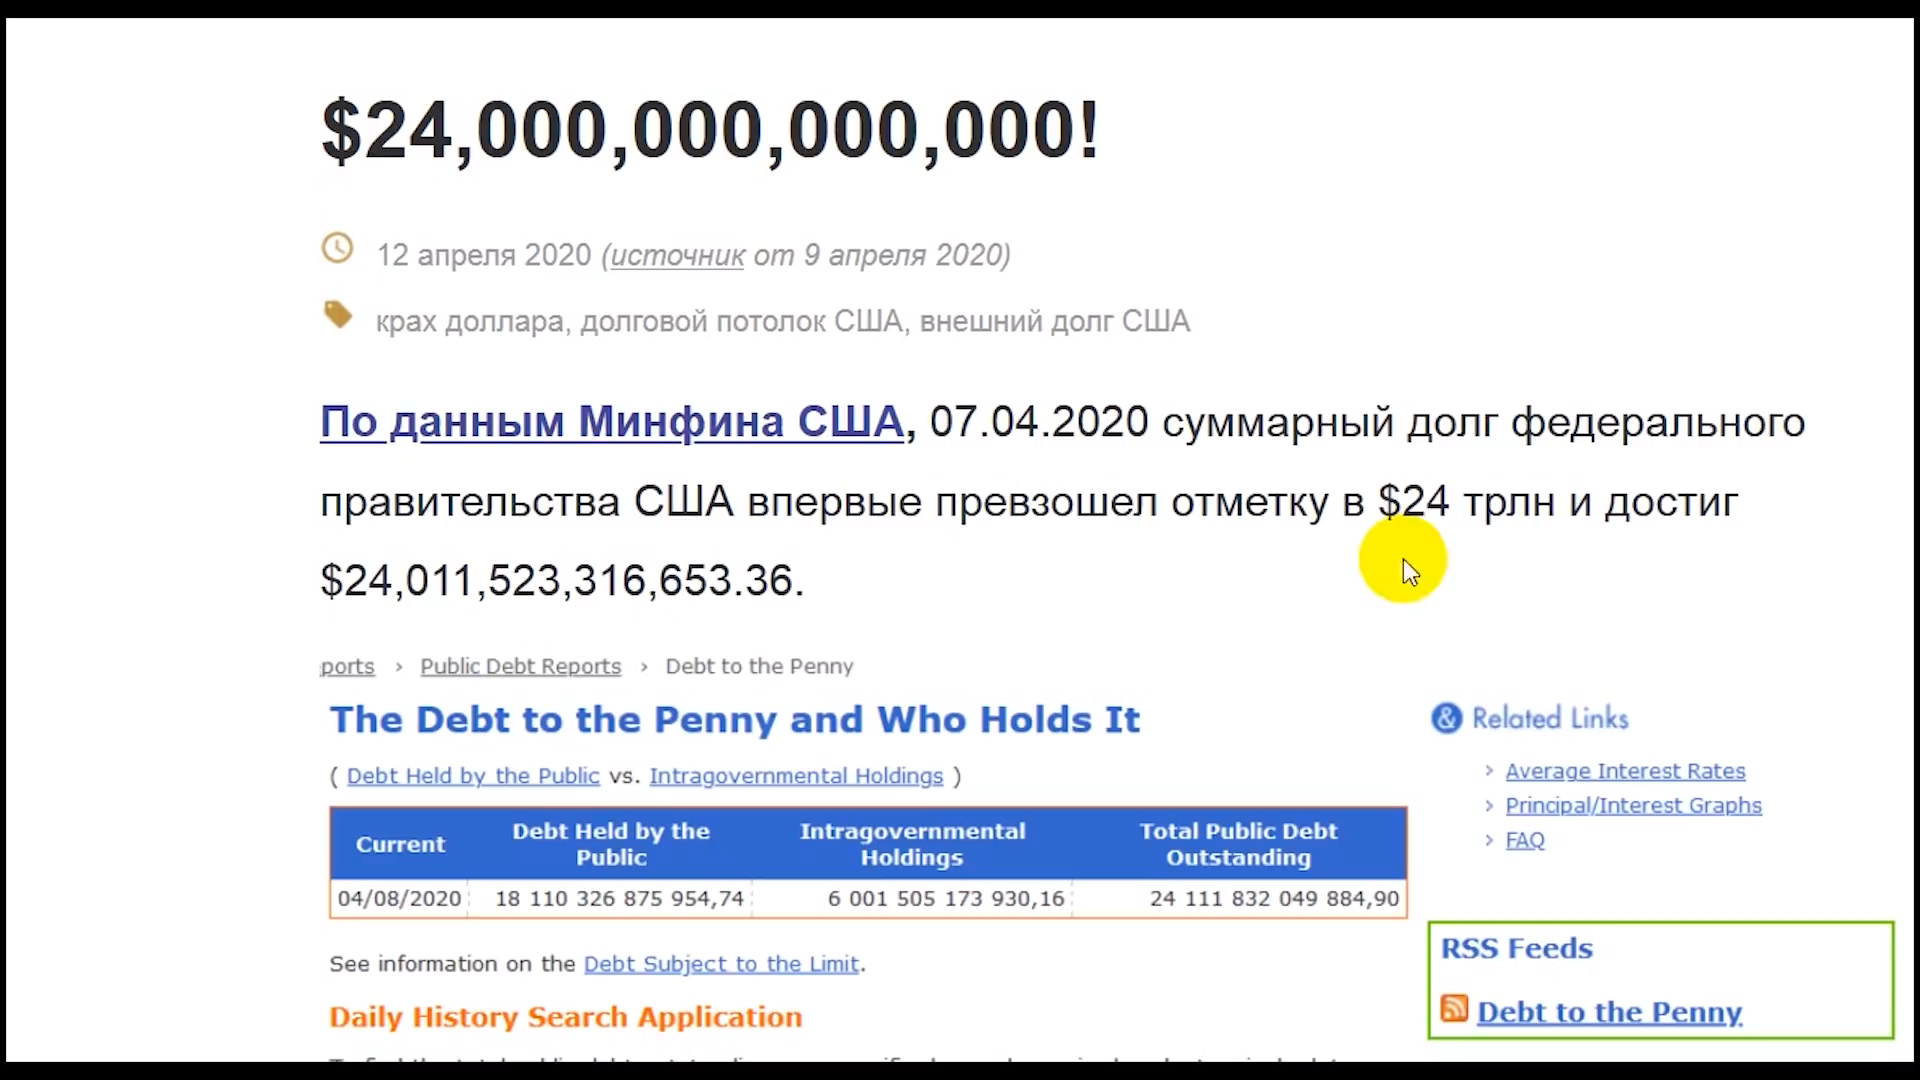 $24,000,000,000,000!
12 апреля 2020 (источник от 9 апреля 2020)
крах доллара, долговой потолок США, внешний долг США
По данным Минфина США, 07.04.2020 суммарный долг федерального
правительства США впервые превзошел отметку в $24 трлн и достиг
$24,011,523,316,653.36.
ports › Public Debt Reports › Debt to the Penny
The Debt to the Penny and Who Holds It
( Debt Held by the Public vs. Intragovernmental Holdings )
Current
Debt Held by the
Public
Intragovernmental
Holdings
Total Public Debt
Outstanding
04/08/2020 18 110 326 875 954,74 6 001 505 173 930,16 24 111 832 049 884,90
See information on the Debt Subject to the Limit.
Daily History Search Application
& Related Links
› Average Interest Rates
› Principal/Interest Graphs
› FAQ
RSS Feeds
Debt to the Penny